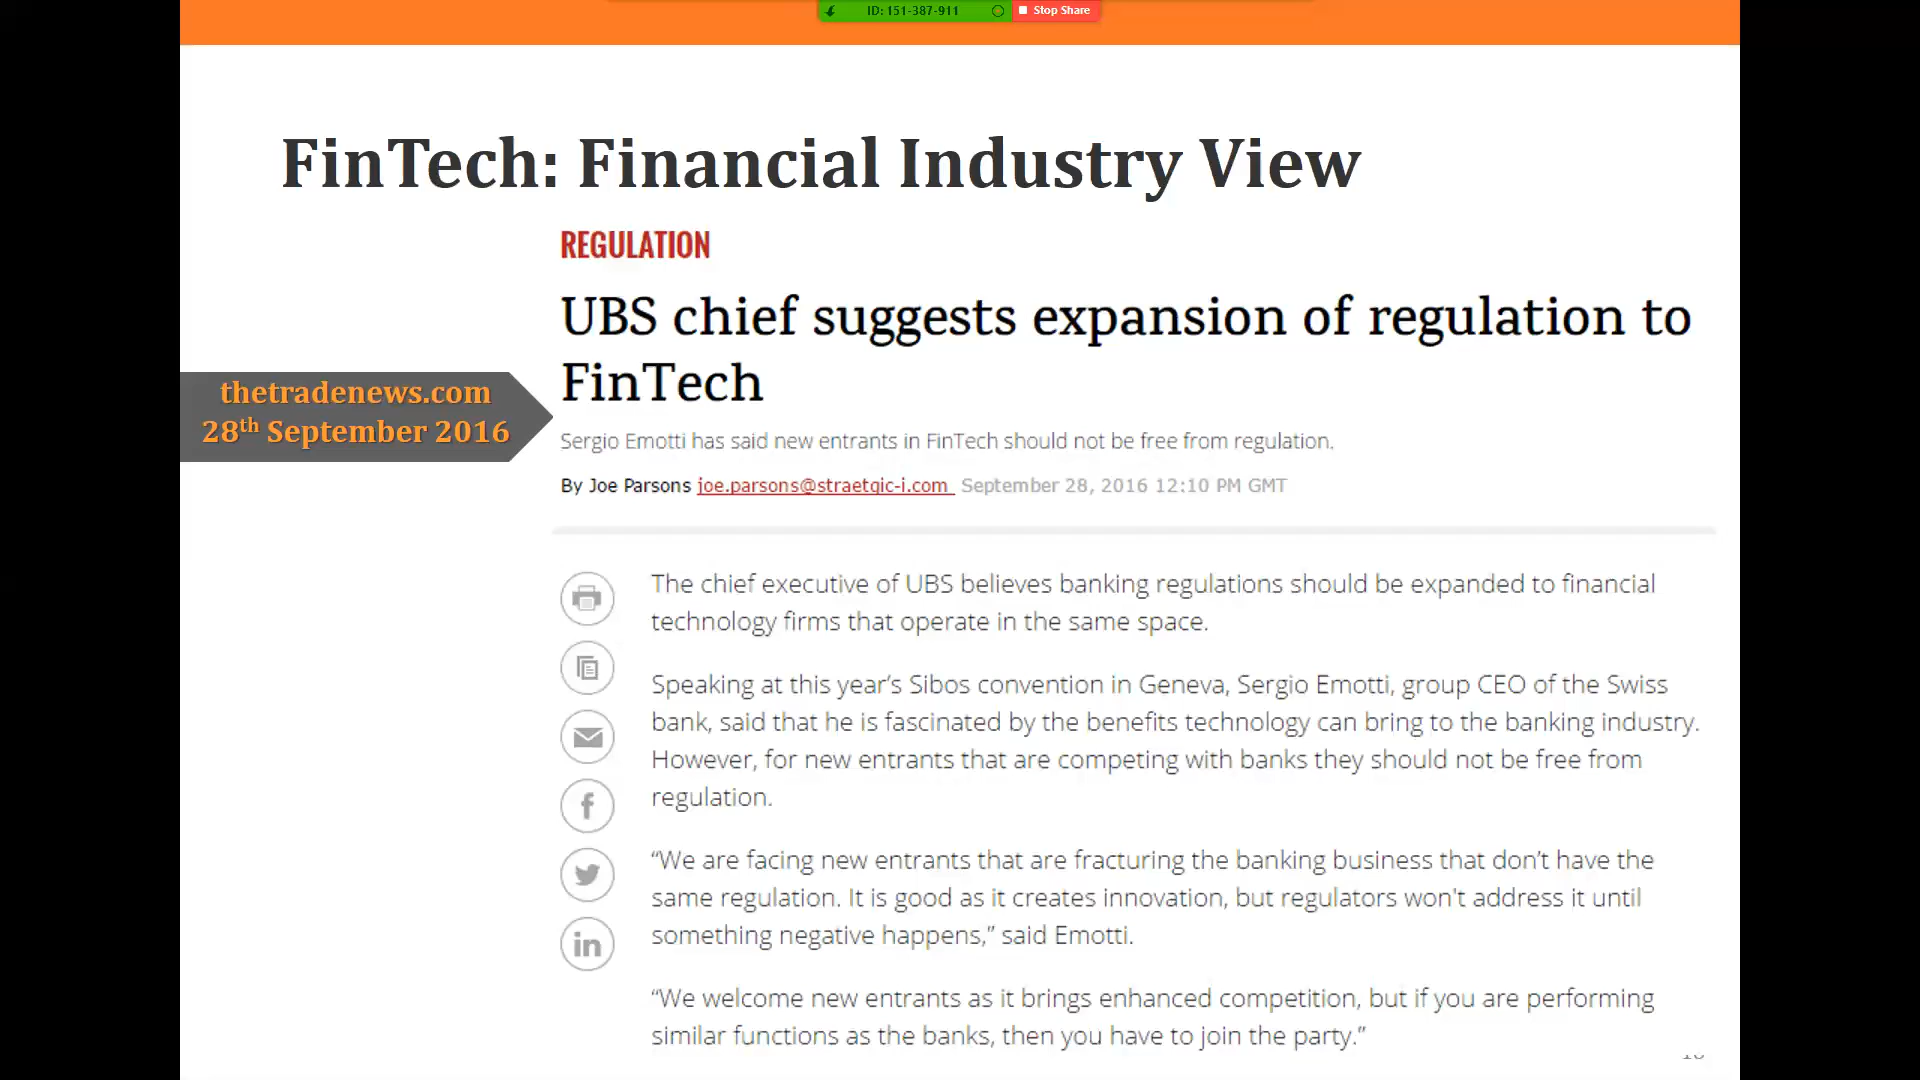 ID: 151-387-911
Stop Share
FinTech: Financial Industry View
REGULATION
UBS chief suggests expansion of regulation to
FinTech
thetradenews.com
28th September 2016
Sergio Emotti has said new entrants in FinTech should not be free from regulation.
By Joe Parsons joe.parsons@straetgic-i.com September 28, 2016 12:10 PM GMT
The chief executive of UBS believes banking regulations should be expanded to financial
technology firms that operate in the same space.
Speaking at this year’s Sibos convention in Geneva, Sergio Emotti, group CEO of the Swiss
bank, said that he is fascinated by the benefits technology can bring to the banking industry.
However, for new entrants that are competing with banks they should not be free from
regulation.
“We are facing new entrants that are fracturing the banking business that don’t have the
same regulation. It is good as it creates innovation, but regulators won't address it until
something negative happens,” said Emotti.
“We welcome new entrants as it brings enhanced competition, but if you are performing
similar functions as the banks, then you have to join the party.”